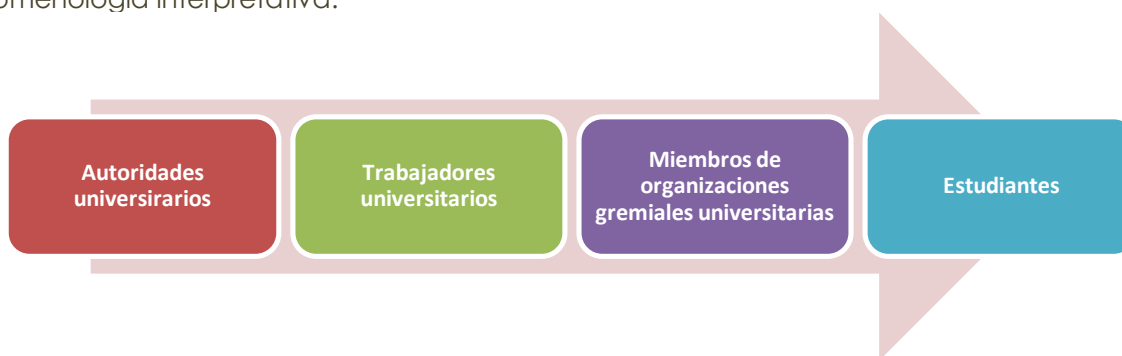 omenología interpretativa.
Autoridades
universirarios
Trabajadores
universitarios
Miembros de
organizaciones
gremiales universitarias
Estudiantes